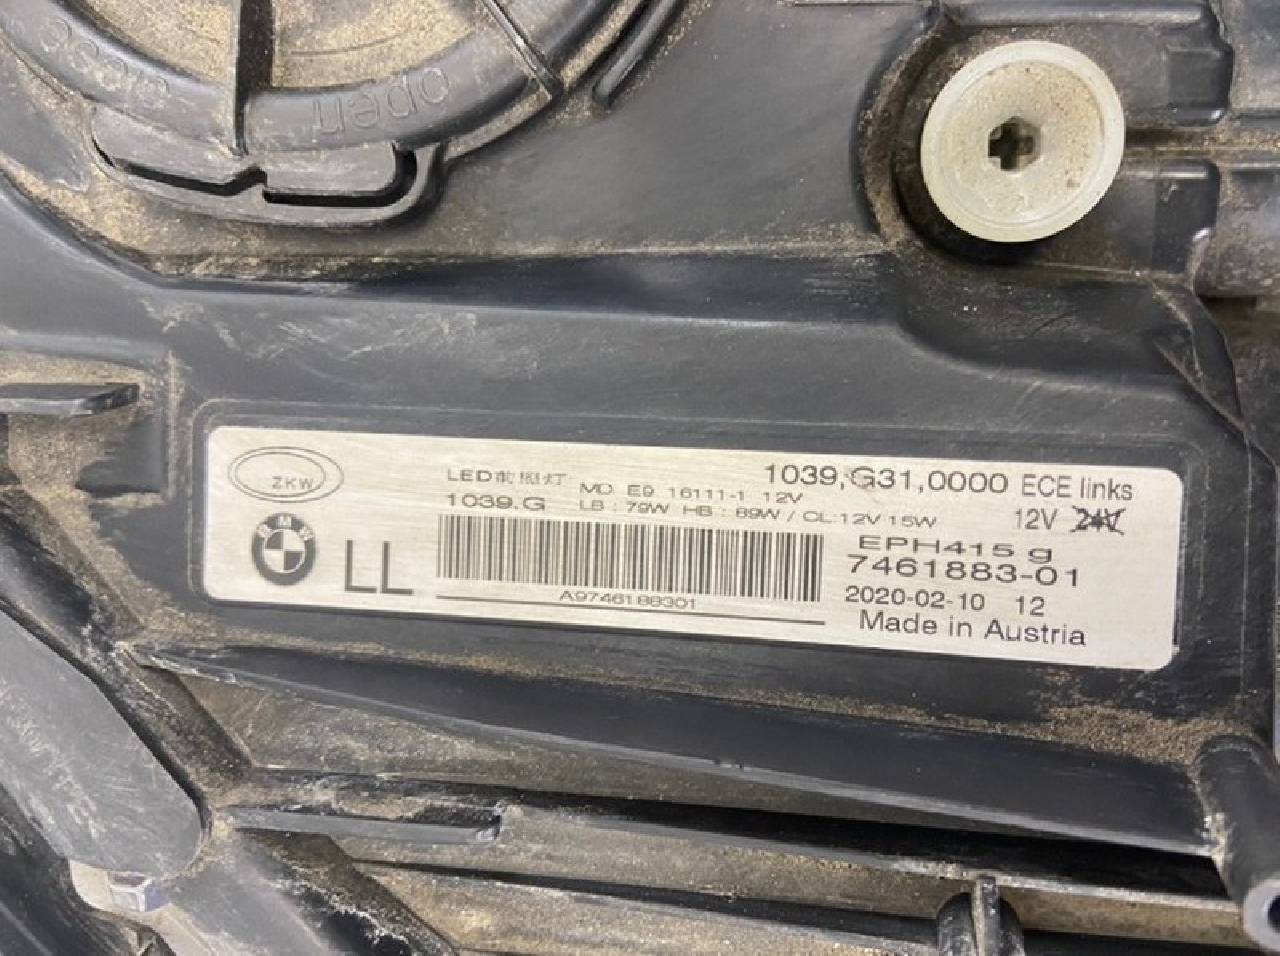 close
open
ZKW
BMW
LL
LED前照灯
1039.G
MD E9 16111-1 12V
LB : 79W HB : 89W / CL:12V 15W
A9746188301
1039,G31,0000 ECE links
12V 24V
EPH415 g
7461883-01
2020-02-10 12
Made in Austria